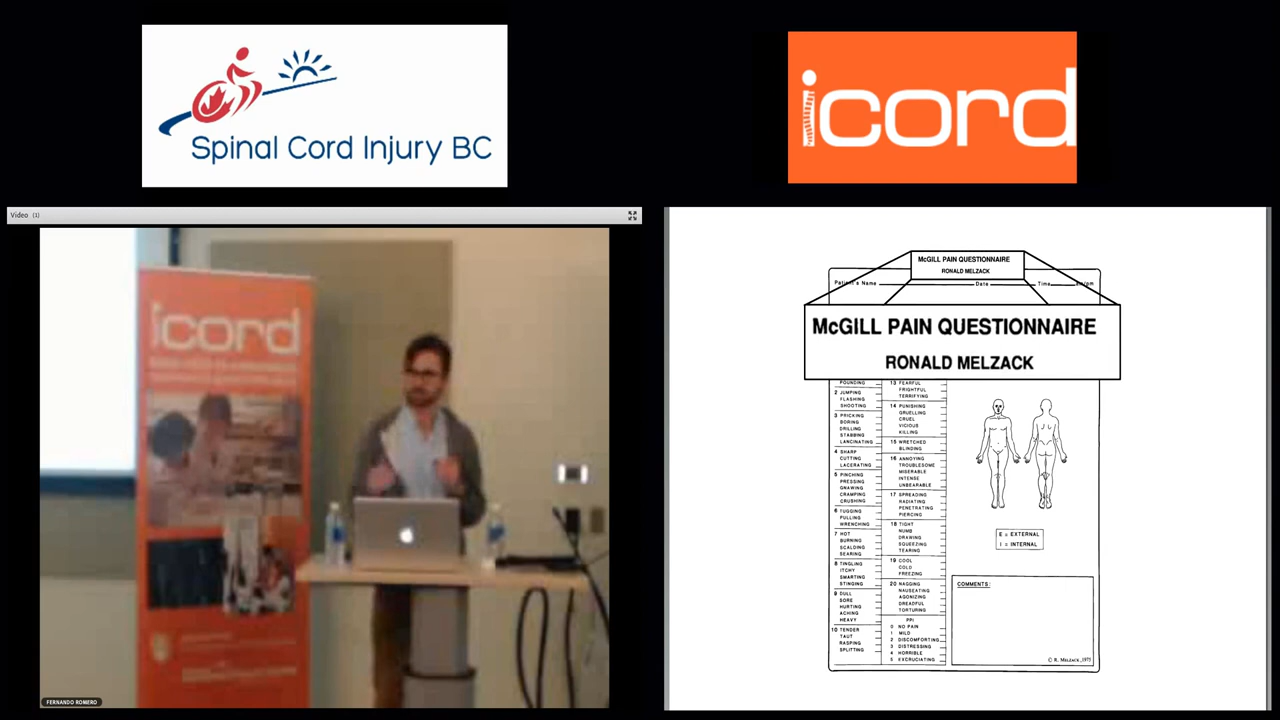 Spinal Cord Injury BC
icord
Video (1)
icord
FERNANDO ROMERO
McGILL PAIN QUESTIONNAIRE
RONALD MELZACK
Patient's Name Date Time am/pm
McGILL PAIN QUESTIONNAIRE
RONALD MELZACK
POUNDING
2 JUMPING
FLASHING
SHOOTING
3 PRICKING
BORING
DRILLING
STABBING
LANCINATING
4 SHARP
CUTTING
LACERATING
5 PINCHING
PRESSING
GNAWING
CRAMPING
CRUSHING
6 TUGGING
PULLING
WRENCHING
7 HOT
BURNING
SCALDING
SEARING
8 TINGLING
ITCHY
SMARTING
STINGING
9 DULL
SORE
HURTING
ACHING
HEAVY
10 TENDER
TAUT
RASPING
SPLITTING
13 FEARFUL
FRIGHTFUL
TERRIFYING
14 PUNISHING
GRUELLING
CRUEL
VICIOUS
KILLING
15 WRETCHED
BLINDING
16 ANNOYING
TROUBLESOME
MISERABLE
INTENSE
UNBEARABLE
17 SPREADING
RADIATING
PENETRATING
PIERCING
18 TIGHT
NUMB
DRAWING
SQUEEZING
TEARING
19 COOL
COLD
FREEZING
20 NAGGING
NAUSEATING
AGONIZING
DREADFUL
TORTURING
PPI
0 NO PAIN
1 MILD
2 DISCOMFORTING
3 DISTRESSING
4 HORRIBLE
5 EXCRUCIATING
E = EXTERNAL
I = INTERNAL
COMMENTS:
© R. MELZACK, 1975